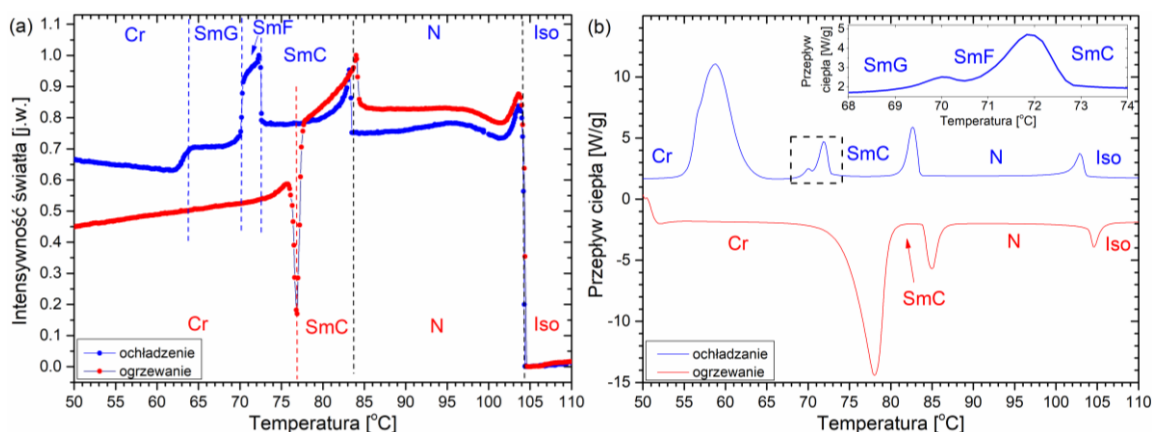 (a)
Cr
SmG
SmF
SmC
N
Iso
Intensywność światła [j.w.]
1.1
1.0
0.9
0.8
0.7
0.6
0.5
0.4
0.3
0.2
0.1
0.0
Cr
SmC
N
Iso
ochładzenie
ogrzewanie
50 55 60 65 70 75 80 85 90 95 100 105 110
Temperatura [°C]
(b)
Przepływ ciepła [W/g]
15
10
5
0
-5
-10
-15
Przepływ
ciepła [W/g]
5
4
3
2
SmG
SmF
SmC
68 69 70 71 72 73 74
Temperatura [°C]
Cr
SmC
N
Iso
Cr
SmC
N
Iso
ochładzanie
ogrzewanie
50 55 60 65 70 75 80 85 90 95 100 105 110
Temperatura [°C]